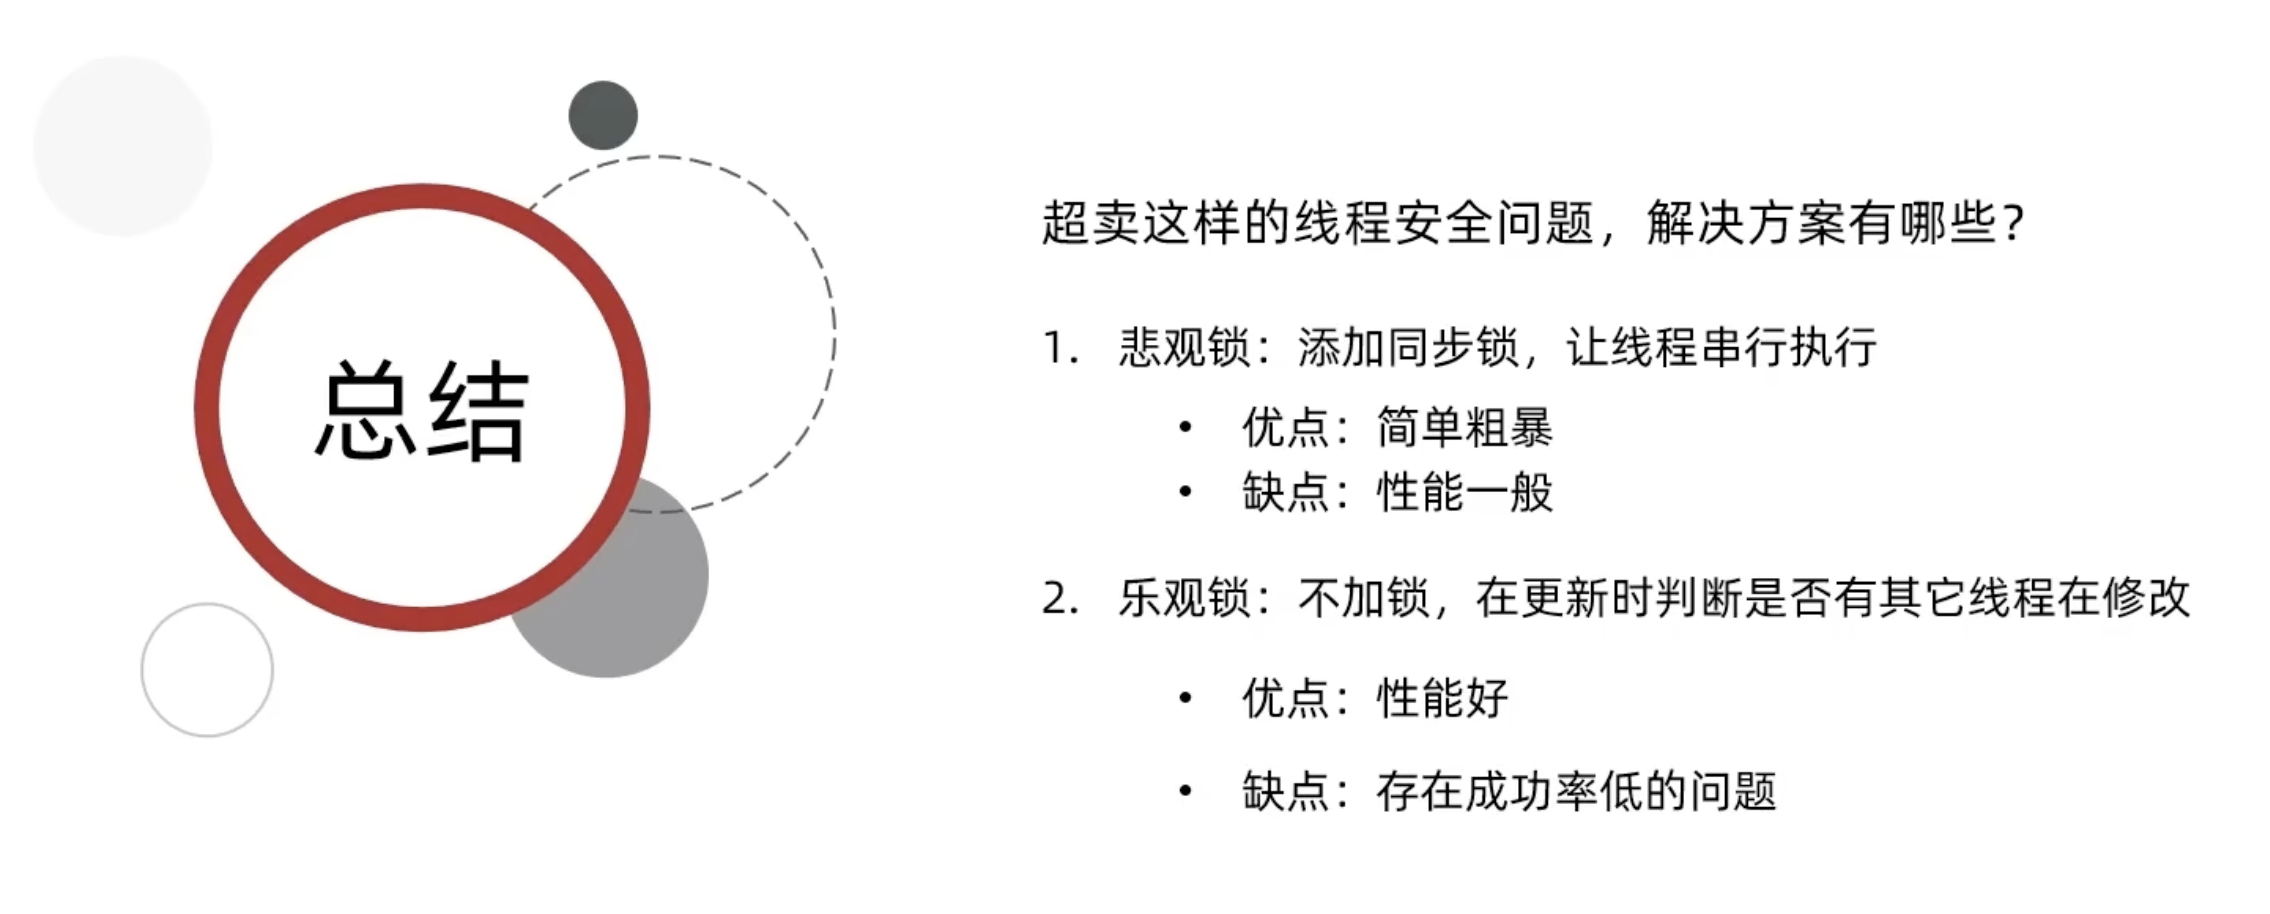 总结
超卖这样的线程安全问题，解决方案有哪些？
1. 悲观锁：添加同步锁，让线程串行执行
• 优点：简单粗暴
• 缺点：性能一般
2. 乐观锁：不加锁，在更新时判断是否有其它线程在修改
• 优点：性能好
• 缺点：存在成功率低的问题